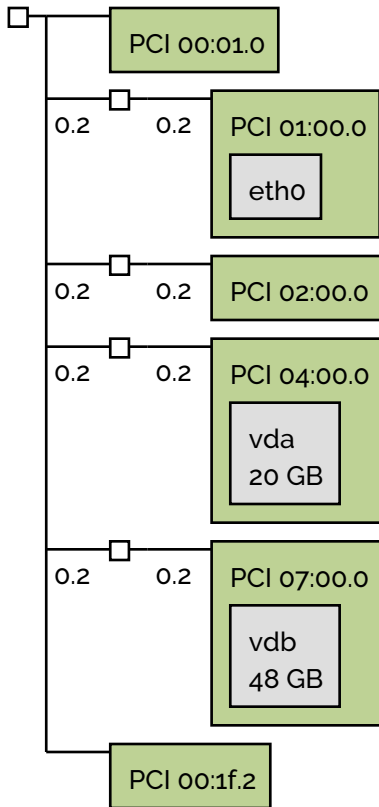 PCI 00:01.0
0.2 0.2 PCI 01:00.0
eth0
0.2 0.2 PCI 02:00.0
0.2 0.2 PCI 04:00.0
vda
20 GB
0.2 0.2 PCI 07:00.0
vdb
48 GB
PCI 00:1f.2